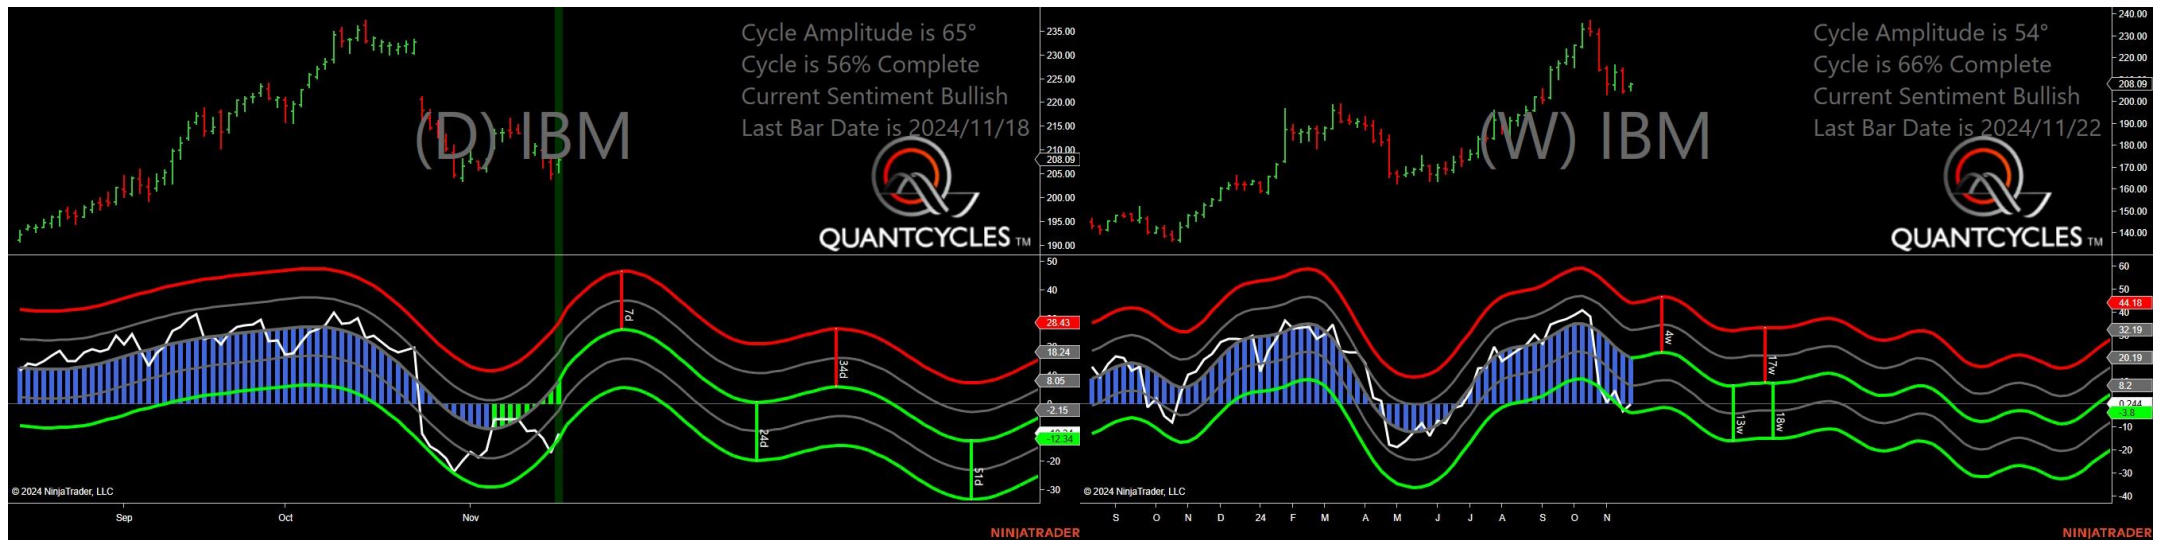 Cycle Amplitude is 65°
Cycle is 56% Complete
Current Sentiment Bullish
Last Bar Date is 2024/11/18
(D) IBM
QUANTCYCLES TM
235.00
230.00
225.00
220.00
215.00
210.00
208.09
205.00
200.00
195.00
190.00
50
40
28.43
18.24
8.05
-2.15
-12.34
-20
-30
7d
24d
34d
51d
© 2024 NinjaTrader, LLC
Sep Oct Nov
NINJATRADER
Cycle Amplitude is 54°
Cycle is 66% Complete
Current Sentiment Bullish
Last Bar Date is 2024/11/22
(W) IBM
QUANTCYCLES TM
240.00
230.00
220.00
208.09
200.00
190.00
180.00
170.00
160.00
150.00
140.00
60
50
44.18
40
32.19
20.19
8.2
0.244
-3.8
-10
-20
-30
-40
4w
13w
17w
18w
© 2024 NinjaTrader, LLC
S O N D 24 F M A M J J A S O N
NINJATRADER